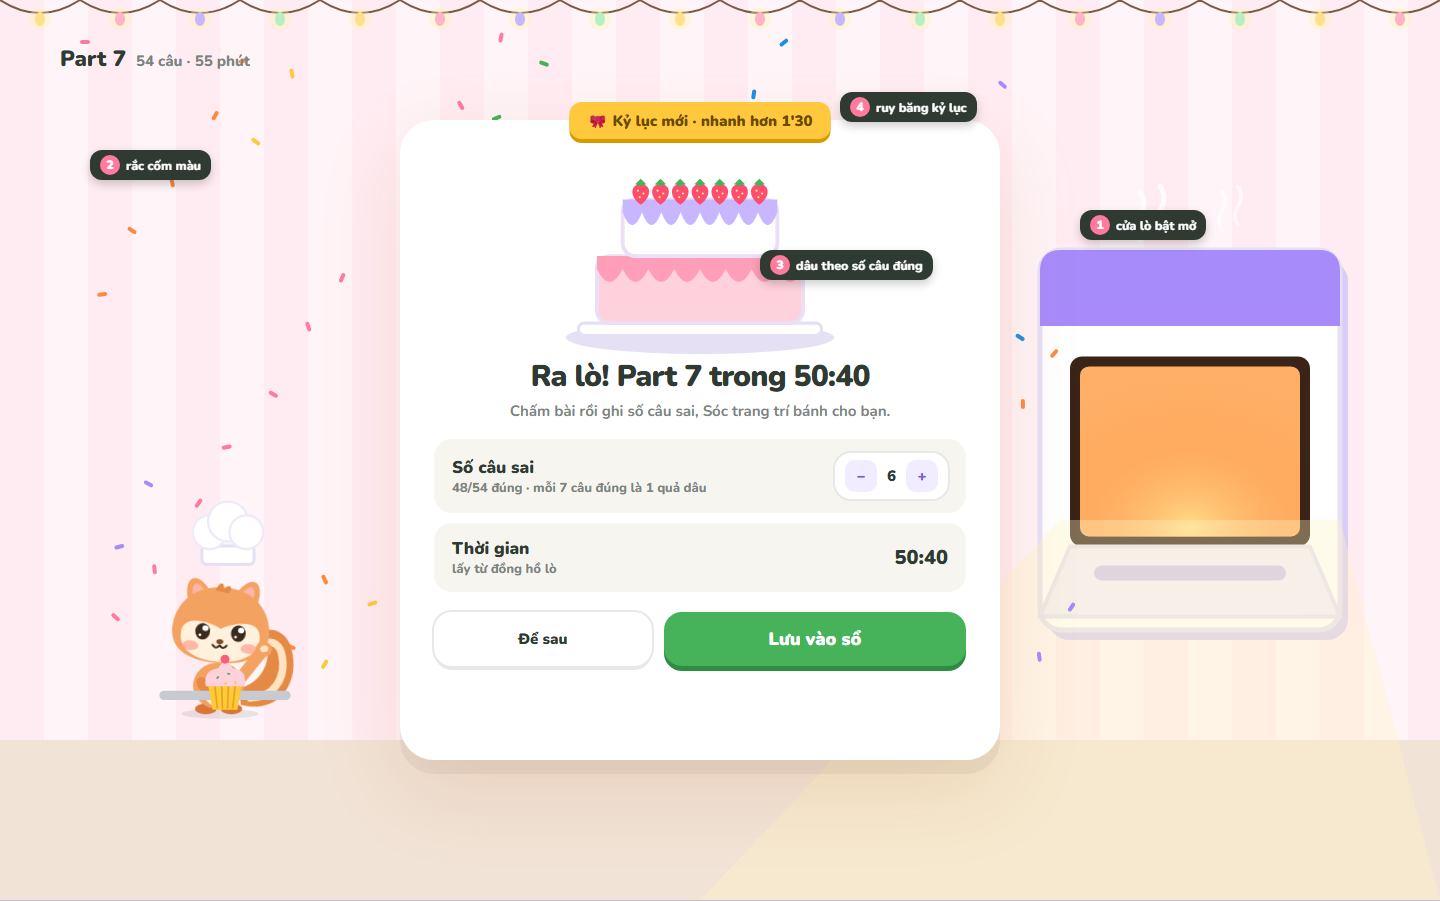 Part 7 54 câu · 55 phút
Kỷ lục mới · nhanh hơn 1'30
4 ruy băng kỷ lục
2 rắc cốm màu
1 cửa lò bật mở
3 dâu theo số câu đúng
Ra lò! Part 7 trong 50:40
Chấm bài rồi ghi số câu sai, Sóc trang trí bánh cho bạn.
Số câu sai
48/54 đúng · mỗi 7 câu đúng là 1 quả dâu
− 6 +
Thời gian
lấy từ đồng hồ lò
50:40
Để sau
Lưu vào sổ